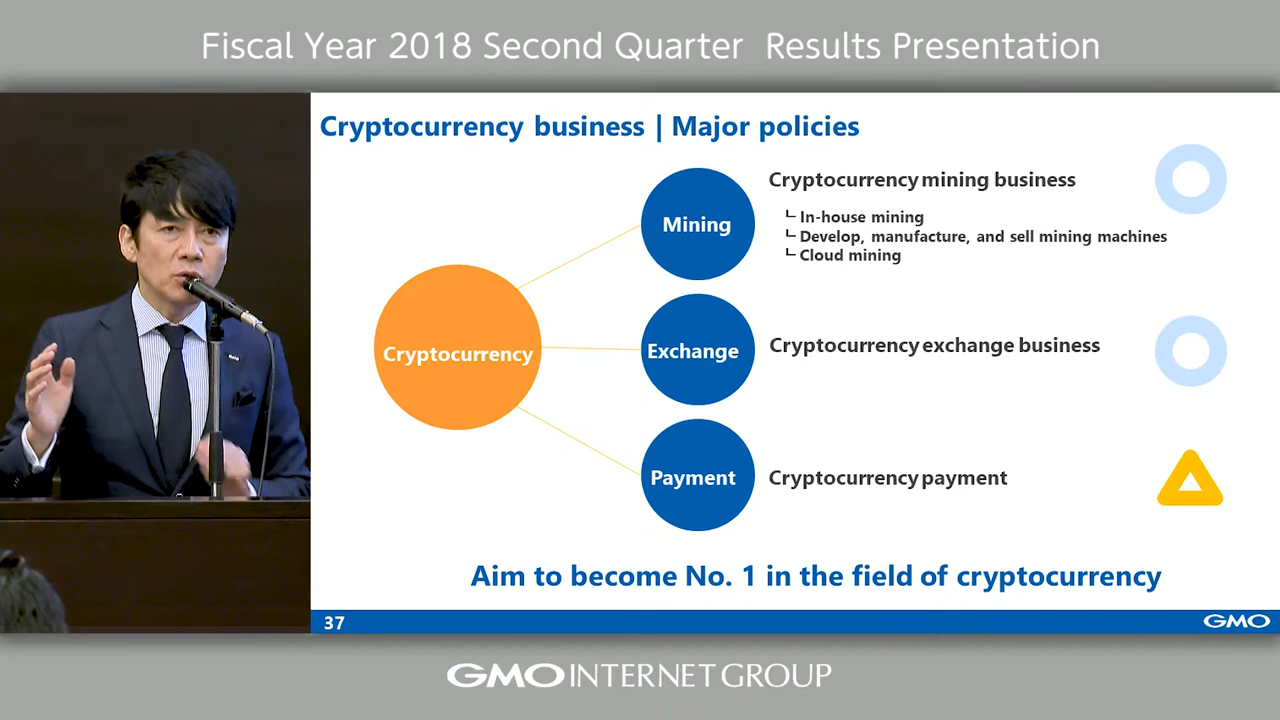 Fiscal Year 2018 Second Quarter Results Presentation
Cryptocurrency business | Major policies
Cryptocurrency
Mining
Cryptocurrency mining business
In-house mining
Develop, manufacture, and sell mining machines
Cloud mining
Exchange
Cryptocurrency exchange business
Payment
Cryptocurrency payment
Aim to become No. 1 in the field of cryptocurrency
37
GMO
GMO INTERNET GROUP